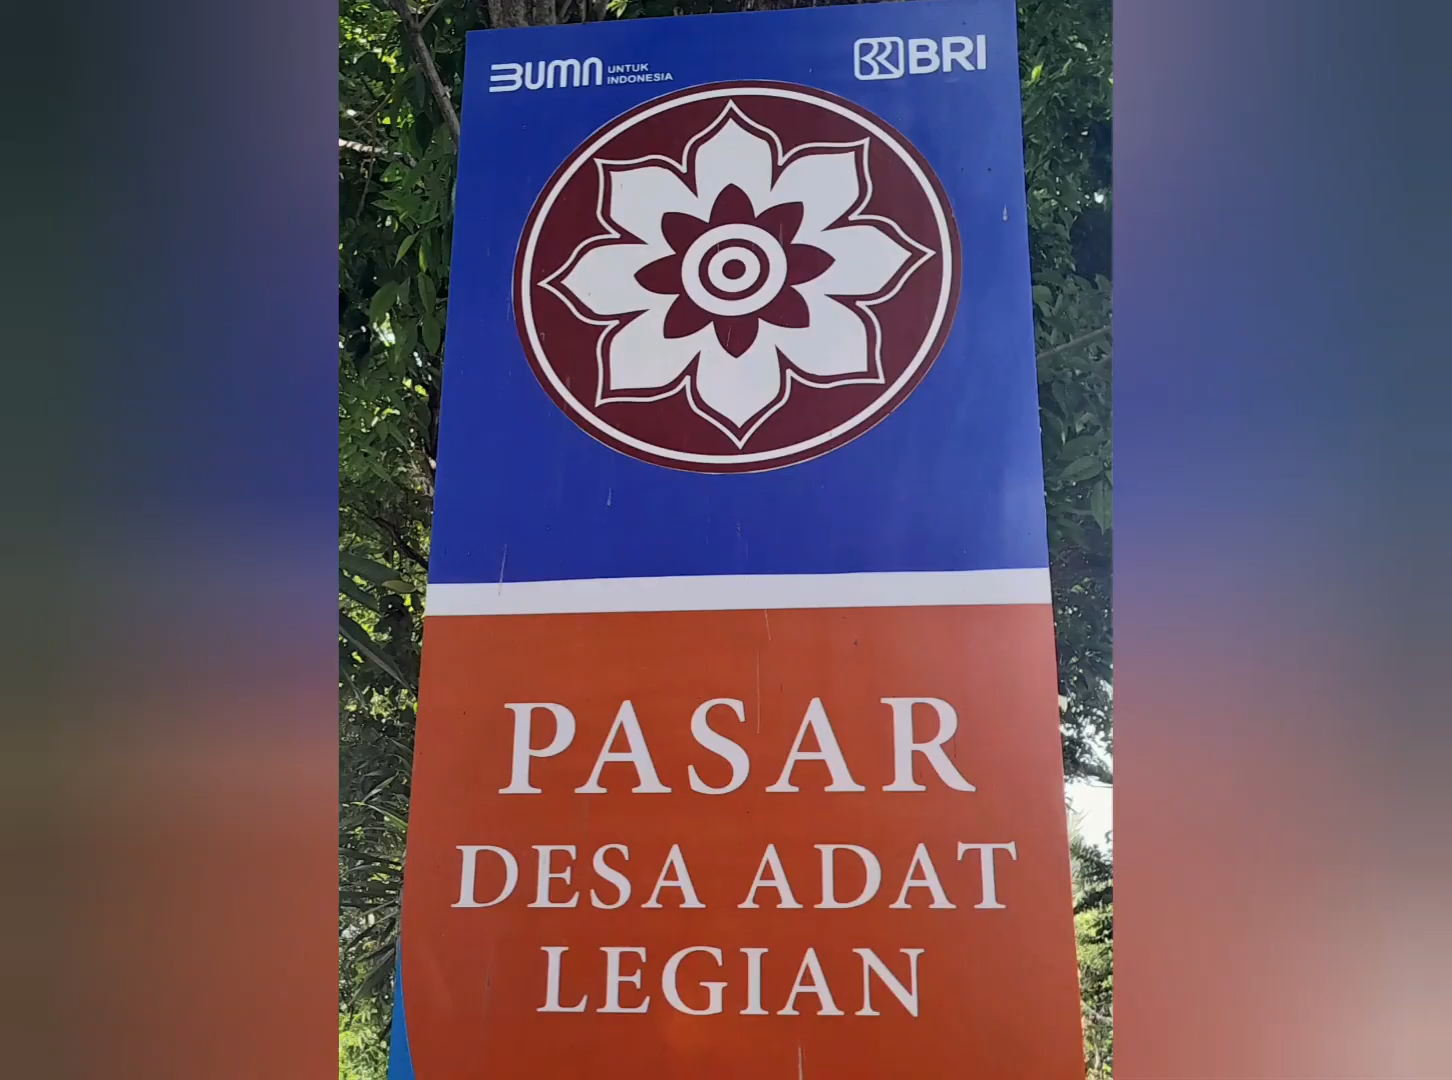 BUMN UNTUK INDONESIA
BRI
PASAR
DESA ADAT
LEGIAN